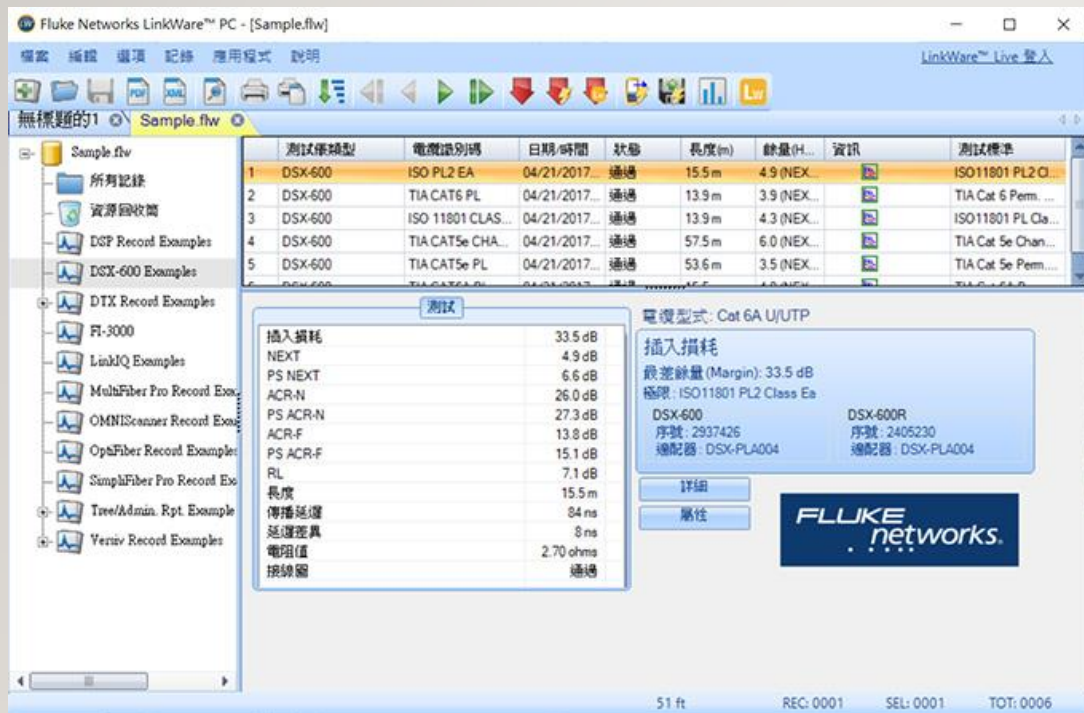 Fluke Networks LinkWare™ PC - [Sample.flw]
檔案 編輯 選項 記錄 應用程式 說明 LinkWare™ Live 登入
PDF XML Lw
無標題的1 Sample.flw
Sample.flw
所有記錄
資源回收筒
DSP Record Examples
DSX-600 Examples
DTX Record Examples
FI-3000
LinkIQ Examples
MultiFiber Pro Record Exa
OMNIScanner Record Exa
OptiFiber Record Example
SimpliFiber Pro Record Ex
Tree/Admin. Rpt. Example
Versiv Record Examples
測試儀類型 電纜識別碼 日期/時間 狀態 長度(m) 餘量(H... 資訊 測試標準
1 DSX-600 ISO PL2 EA 04/21/2017... 通過 15.5 m 4.9 (NEX... ISO11801 PL2 Cl...
2 DSX-600 TIA CAT6 PL 04/21/2017... 通過 13.9 m 3.9 (NEX... TIA Cat 6 Perm. ...
3 DSX-600 ISO 11801 CLAS... 04/21/2017... 通過 13.9 m 4.3 (NEX... ISO11801 PL Cla...
4 DSX-600 TIA CAT5e CHA... 04/21/2017... 通過 57.5 m 6.0 (NEX... TIA Cat 5e Chan...
5 DSX-600 TIA CAT5e PL 04/21/2017... 通過 53.6 m 3.5 (NEX... TIA Cat 5e Perm....
測試
插入損耗 33.5 dB
NEXT 4.9 dB
PS NEXT 6.6 dB
ACR-N 26.0 dB
PS ACR-N 27.3 dB
ACR-F 13.8 dB
PS ACR-F 15.1 dB
RL 7.1 dB
長度 15.5 m
傳播延遲 84 ns
延遲差異 8 ns
電阻值 2.70 ohms
接線圖 通過
電纜型式: Cat 6A U/UTP
插入損耗
最差餘量 (Margin): 33.5 dB
極限: ISO11801 PL2 Class Ea
DSX-600 DSX-600R
序號: 2937426 序號: 2405230
適配器: DSX-PLA004 適配器: DSX-PLA004
詳細
屬性
FLUKE
networks.
51 ft REC: 0001 SEL: 0001 TOT: 0006